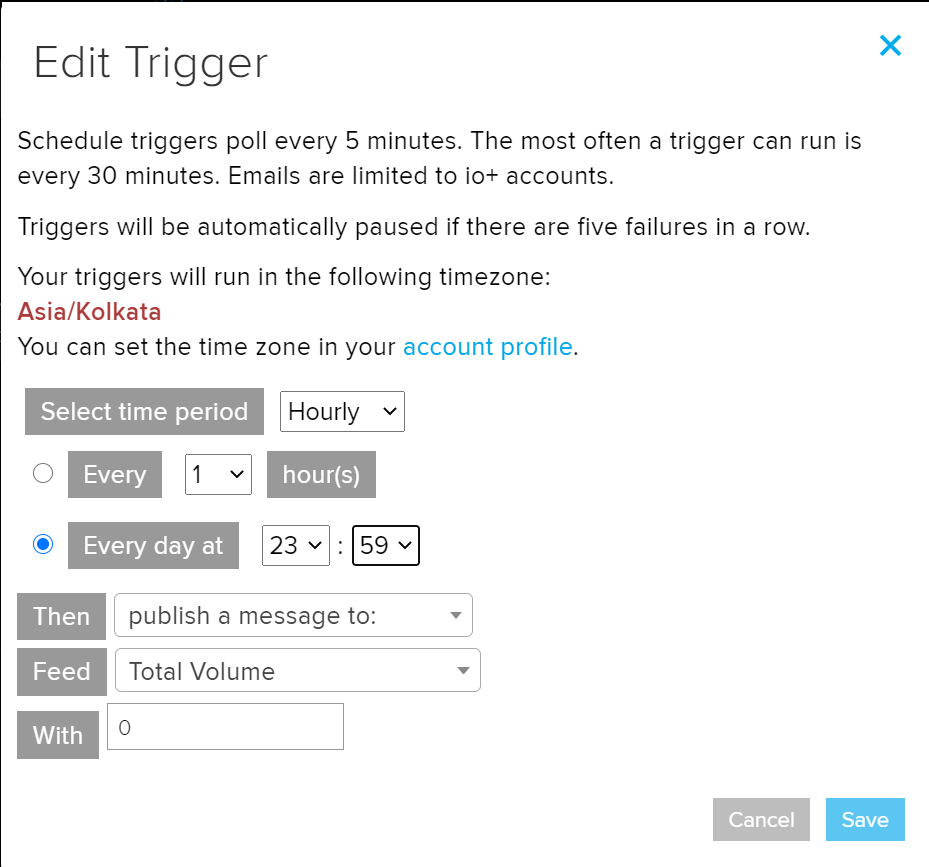 Edit Trigger
Schedule triggers poll every 5 minutes. The most often a trigger can run is
every 30 minutes. Emails are limited to io+ accounts.
Triggers will be automatically paused if there are five failures in a row.
Your triggers will run in the following timezone:
Asia/Kolkata
You can set the time zone in your account profile.
Select time period Hourly
Every 1 hour(s)
Every day at 23 : 59
Then publish a message to:
Feed Total Volume
With 0
Cancel Save